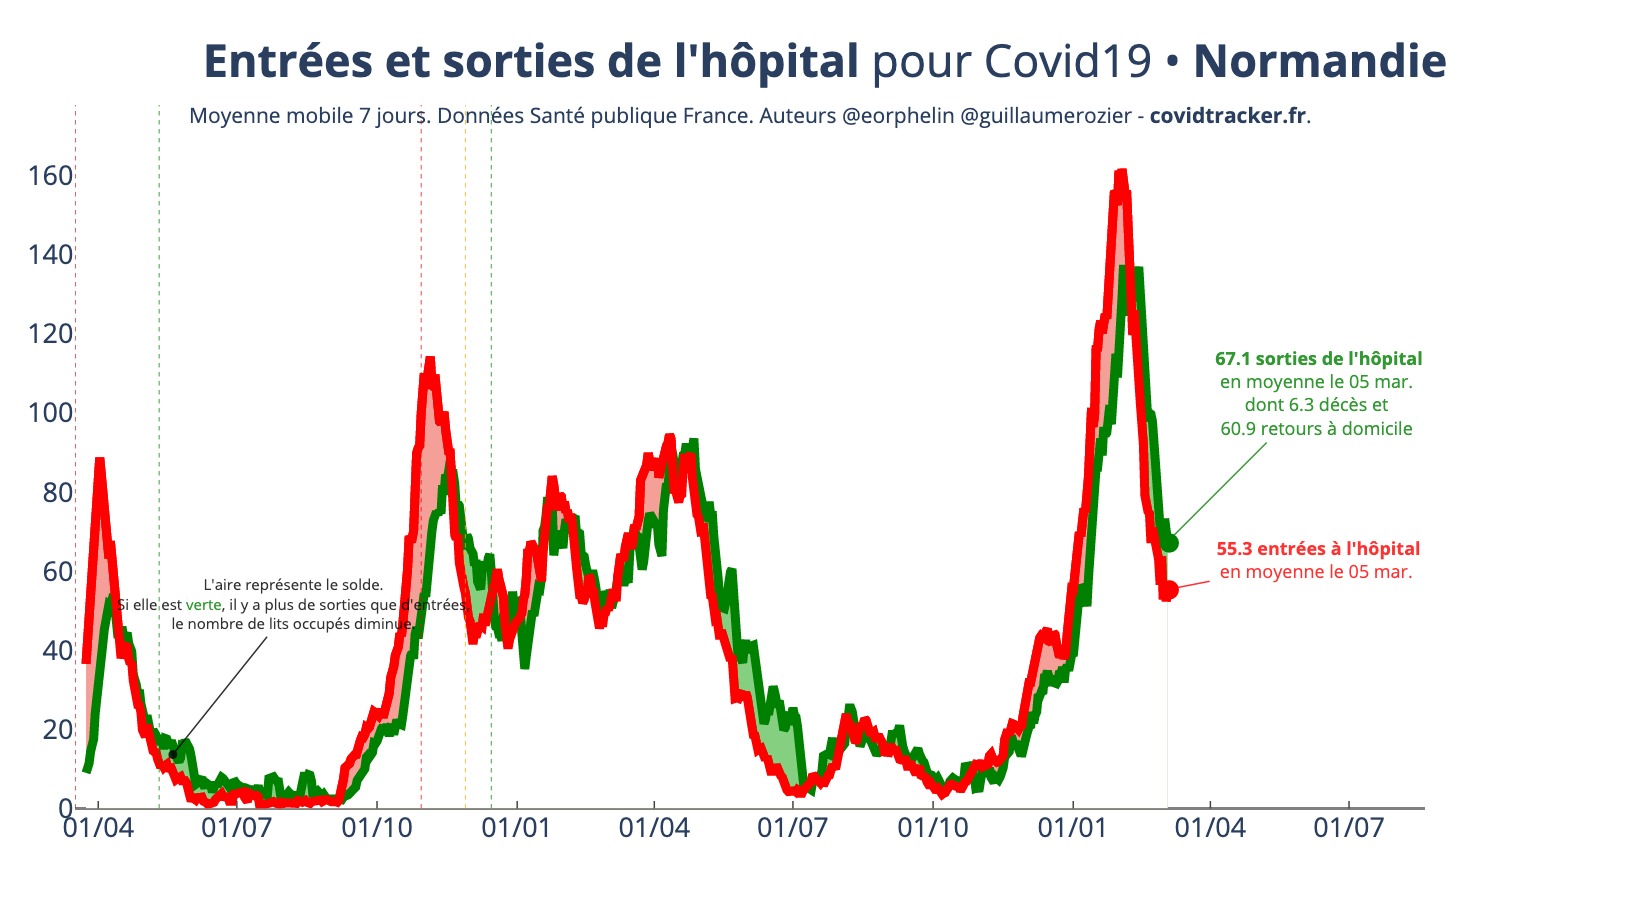 Entrées et sorties de l'hôpital pour Covid19 • Normandie
Moyenne mobile 7 jours. Données Santé publique France. Auteurs @eorphelin @guillaumerozier - covidtracker.fr.
160
140
120
100
80
60
40
20
0
67.1 sorties de l'hôpital
en moyenne le 05 mar.
dont 6.3 décès et
60.9 retours à domicile
55.3 entrées à l'hôpital
en moyenne le 05 mar.
L'aire représente le solde.
Si elle est verte, il y a plus de sorties que d'entrées,
le nombre de lits occupés diminue.
01/04 01/07 01/10 01/01 01/04 01/07 01/10 01/01 01/04 01/07